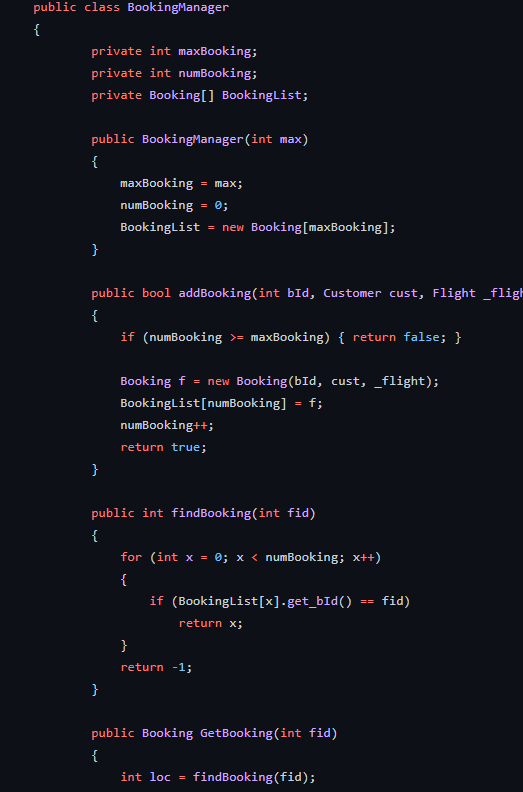 public class BookingManager
{
private int maxBooking;
private int numBooking;
private Booking[] BookingList;
public BookingManager(int max)
{
maxBooking = max;
numBooking = 0;
BookingList = new Booking[maxBooking];
}
public bool addBooking(int bId, Customer cust, Flight _fligh
{
if (numBooking >= maxBooking) { return false; }
Booking f = new Booking(bId, cust, _flight);
BookingList[numBooking] = f;
numBooking++;
return true;
}
public int findBooking(int fid)
{
for (int x = 0; x < numBooking; x++)
{
if (BookingList[x].get_bId() == fid)
return x;
}
return -1;
}
public Booking GetBooking(int fid)
{
int loc = findBooking(fid);